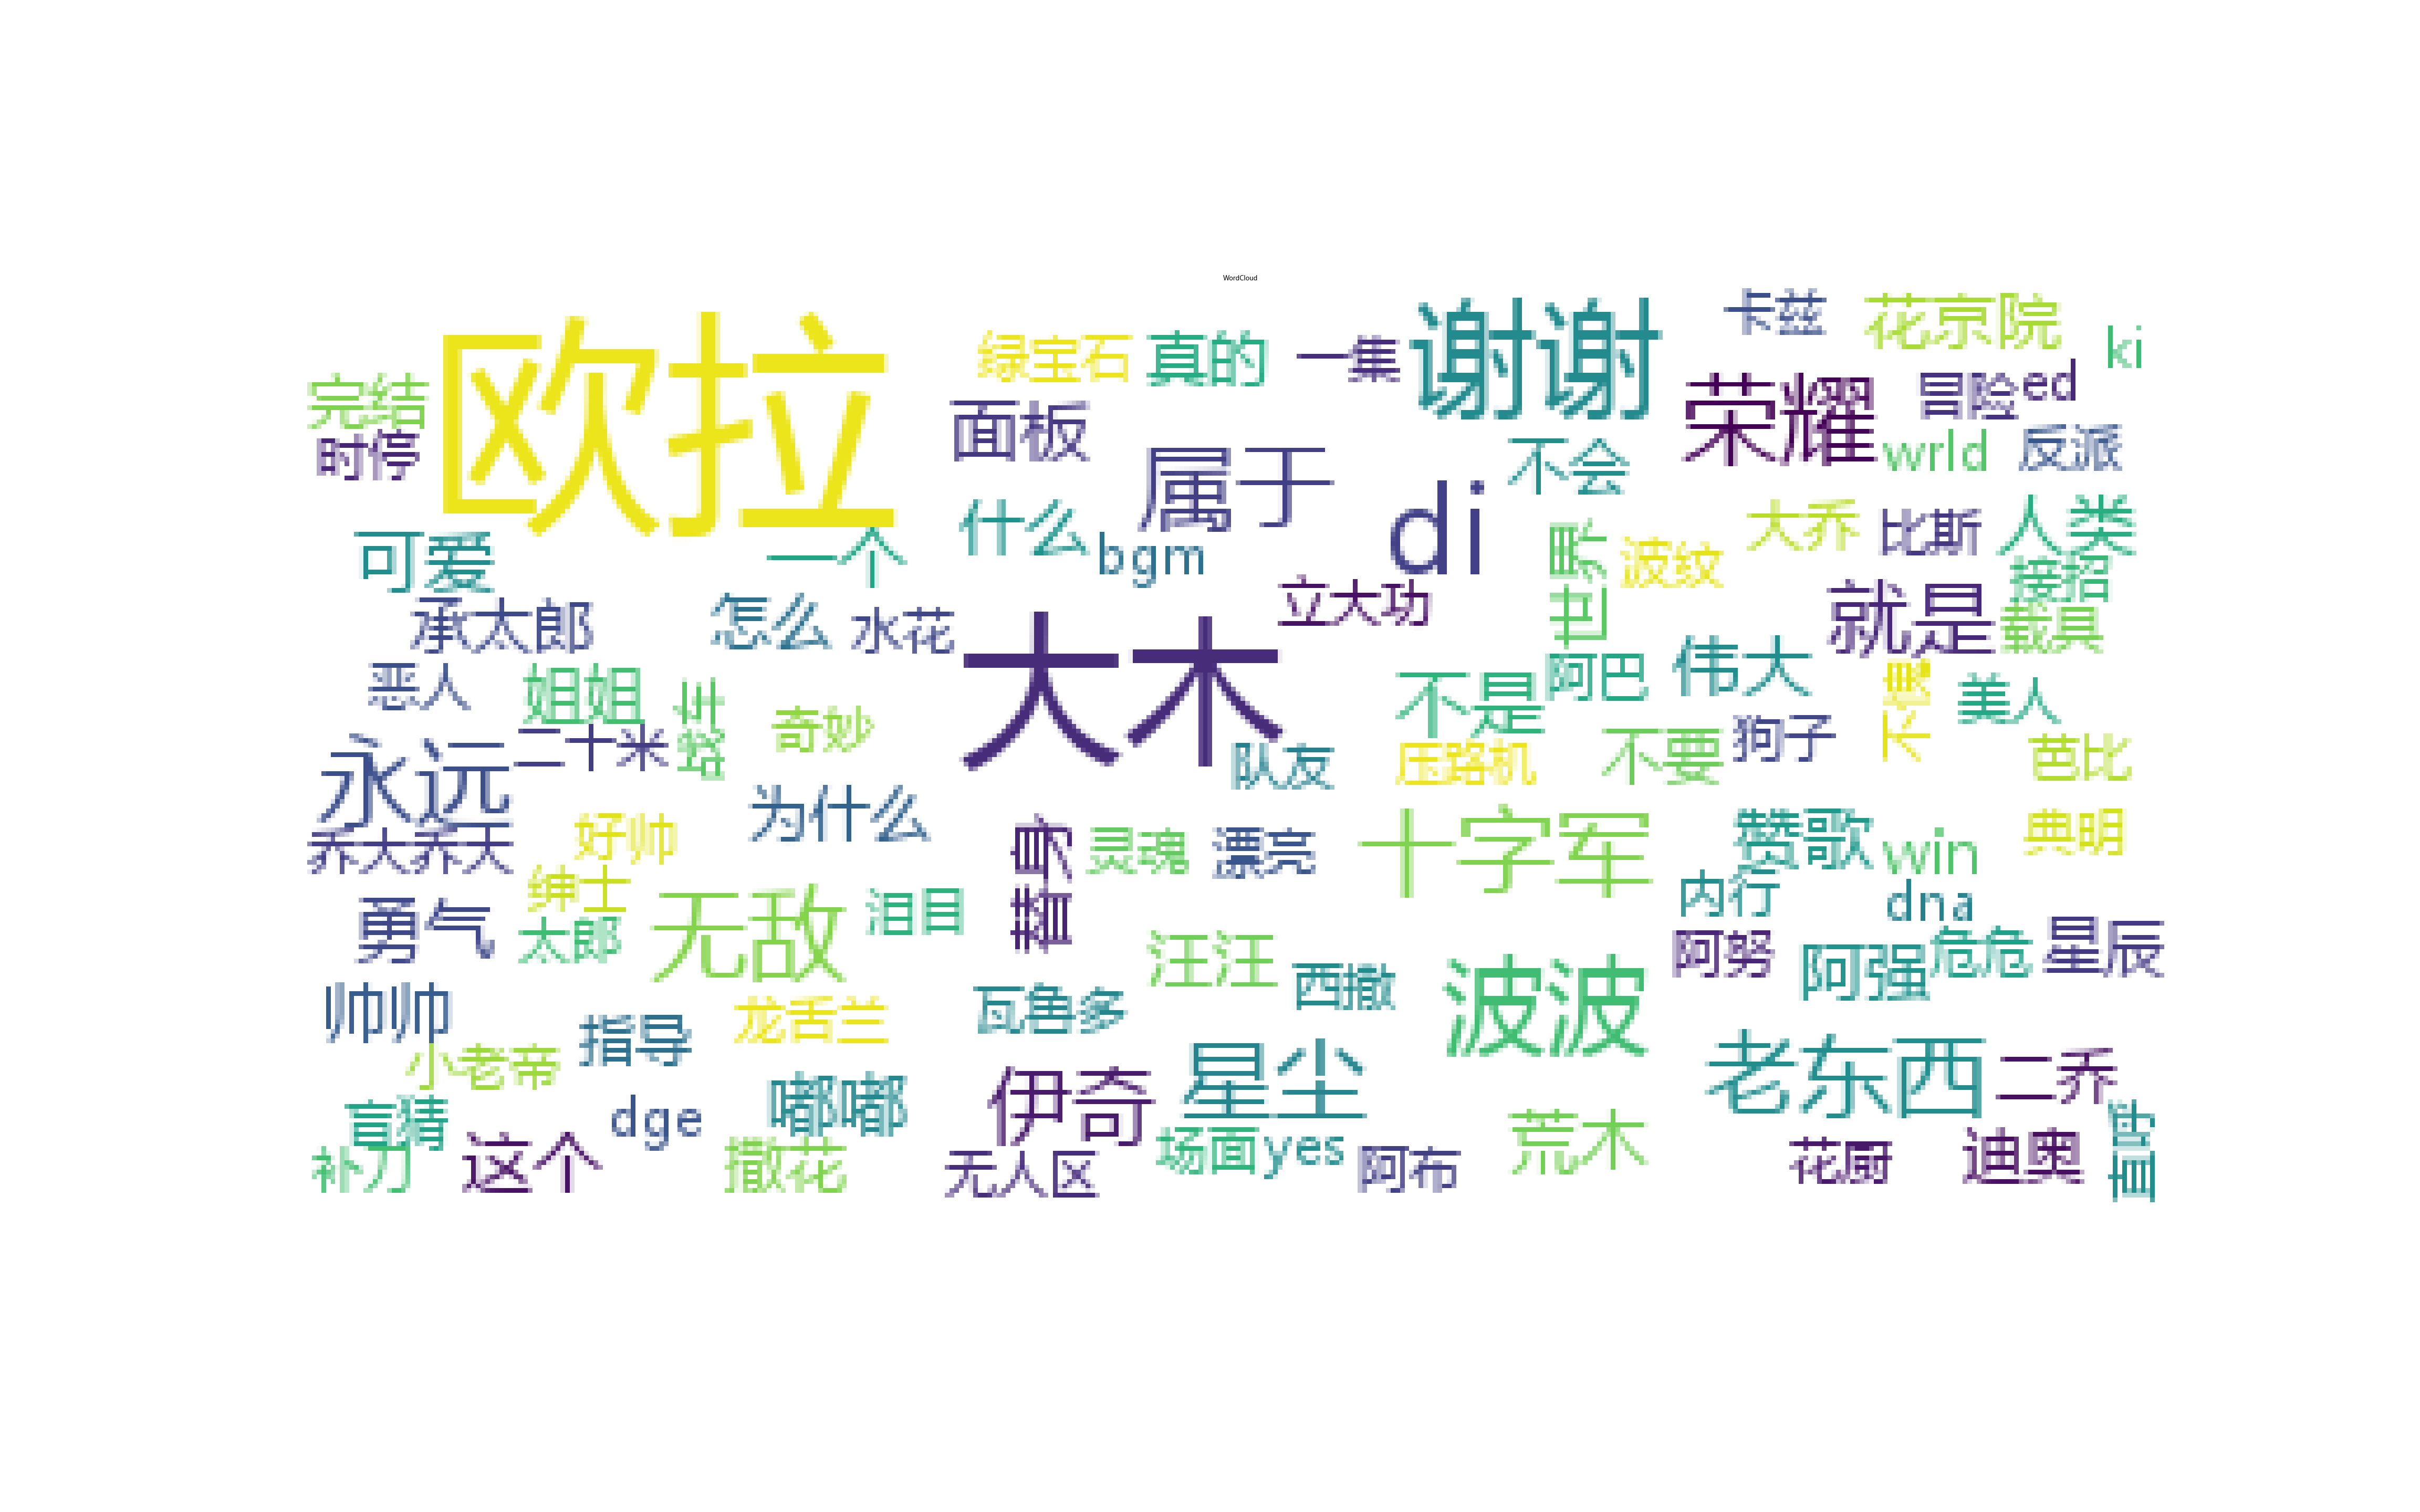 WordCloud
卡兹
花京院
欧拉
谢谢
绿宝石
真的
一集
ki
完结
面板
荣耀
冒险
ed
时停
属于
不会
wrld
反派
di
什么
大乔
比斯
人类
可爱
一个
bgm
世界
波纹
接招
立大功
就是
载具
承太郎
怎么
水花
大木
恶人
姐姐
不是
阿巴
伟大
美人
奇妙
二十米
狗子
永远
队友
压路机
不要
芭比
为什么
乔大乔天
好帅
替身
灵魂
漂亮
十字军
赞歌
win
典明
绅士
内行
dna
勇气
太郎
无敌
泪目
汪汪
阿努
阿强
危危
星辰
西撒
波波
帅帅
指导
龙舌兰
瓦鲁多
小老帝
星尘
老东西
二乔
盲猜
dge
嘟嘟
伊奇
荒木
补刀
这个
撒花
无人区
场面
yes
阿布
花厨
迪奥